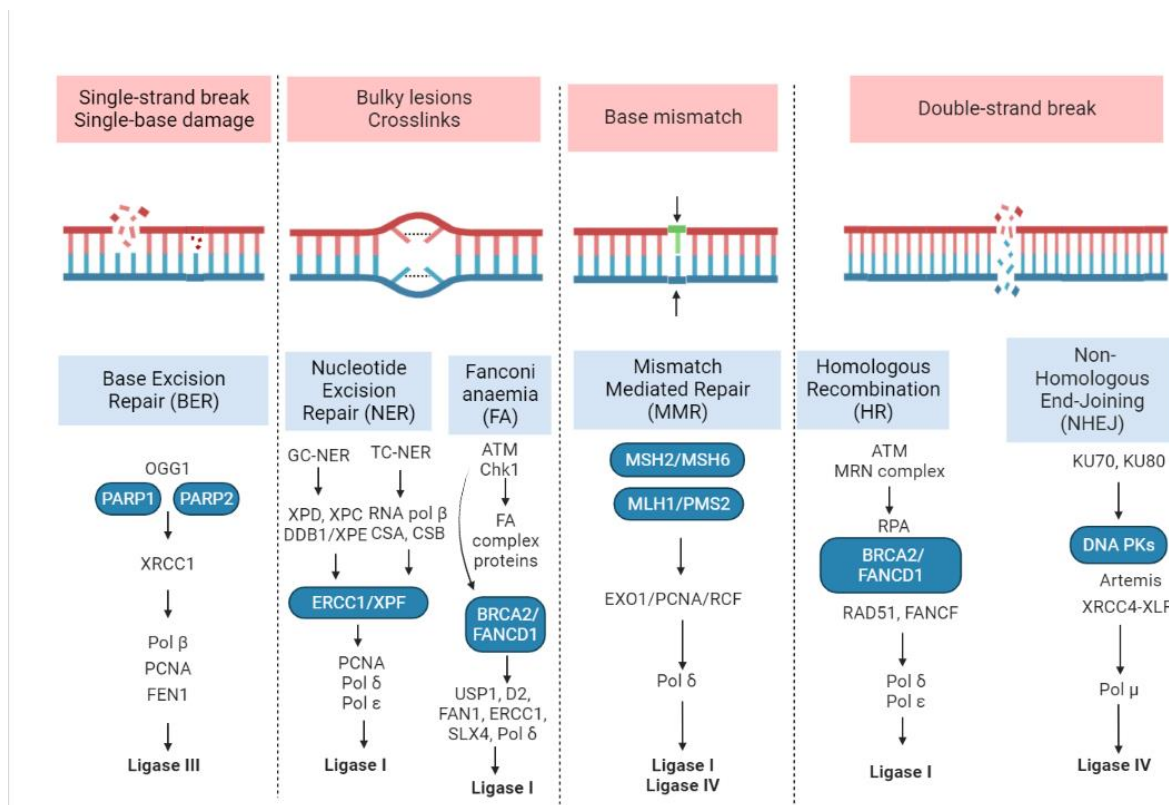 Single-strand break
Single-base damage
Bulky lesions
Crosslinks
Base mismatch
Double-strand break
Base Excision
Repair (BER)
OGG1
PARP1
PARP2
XRCC1
Pol β
PCNA
FEN1
Ligase III
Nucleotide
Excision
Repair (NER)
GC-NER
TC-NER
XPD, XPC
DDB1/XPE
RNA pol β
CSA, CSB
ERCC1/XPF
PCNA
Pol δ
Pol ε
Ligase I
Fanconi
anaemia
(FA)
ATM
Chk1
FA
complex
proteins
BRCA2/
FANCD1
USP1, D2,
FAN1, ERCC1,
SLX4, Pol δ
Ligase I
Mismatch
Mediated Repair
(MMR)
MSH2/MSH6
MLH1/PMS2
EXO1/PCNA/RCF
Pol δ
Ligase I
Ligase IV
Homologous
Recombination
(HR)
ATM
MRN complex
RPA
BRCA2/
FANCD1
RAD51, FANCF
Pol δ
Pol ε
Ligase I
Non-
Homologous
End-Joining
(NHEJ)
KU70, KU80
DNA PKs
Artemis
XRCC4-XLF
Pol μ
Ligase IV